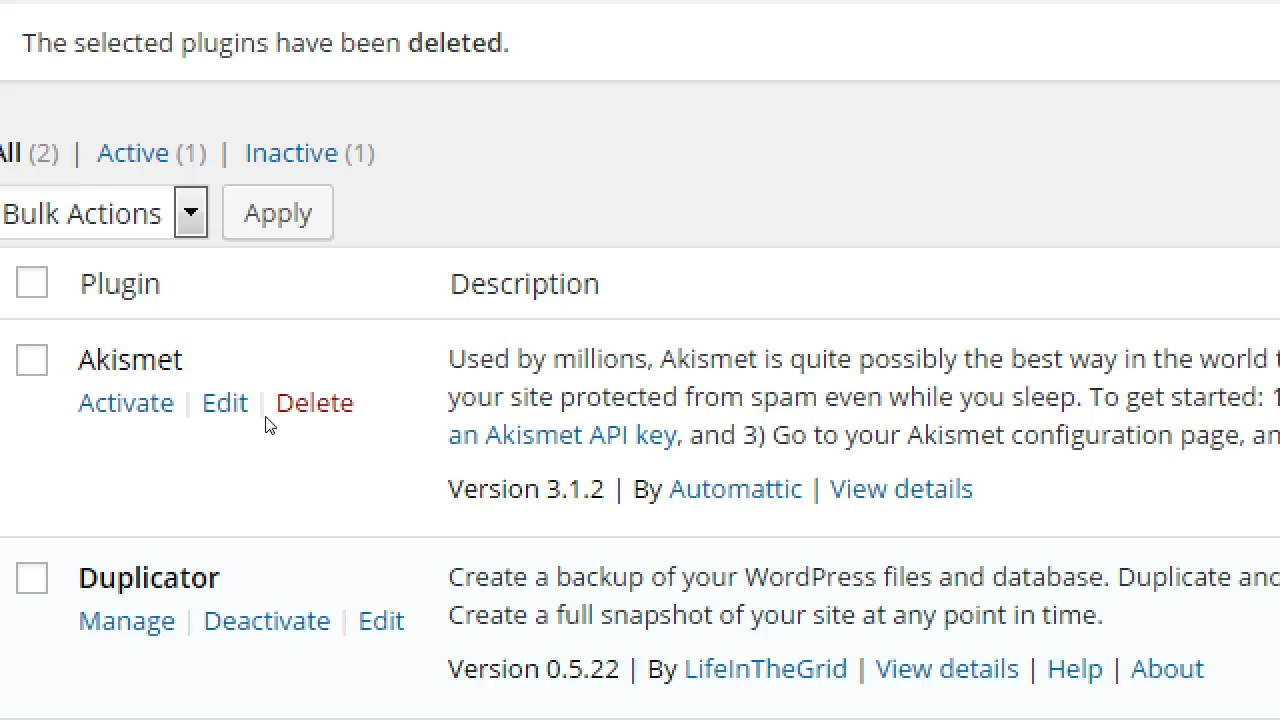 The selected plugins have been deleted.
All (2) | Active (1) | Inactive (1)
Bulk Actions Apply
Plugin Description
Akismet Used by millions, Akismet is quite possibly the best way in the world
Activate | Edit | Delete your site protected from spam even while you sleep. To get started: 1
an Akismet API key, and 3) Go to your Akismet configuration page,
Version 3.1.2 | By Automattic | View details
Duplicator Create a backup of your WordPress files and database. Duplicate and
Manage | Deactivate | Edit Create a full snapshot of your site at any point in time.
Version 0.5.22 | By LifeInTheGrid | View details | Help | About